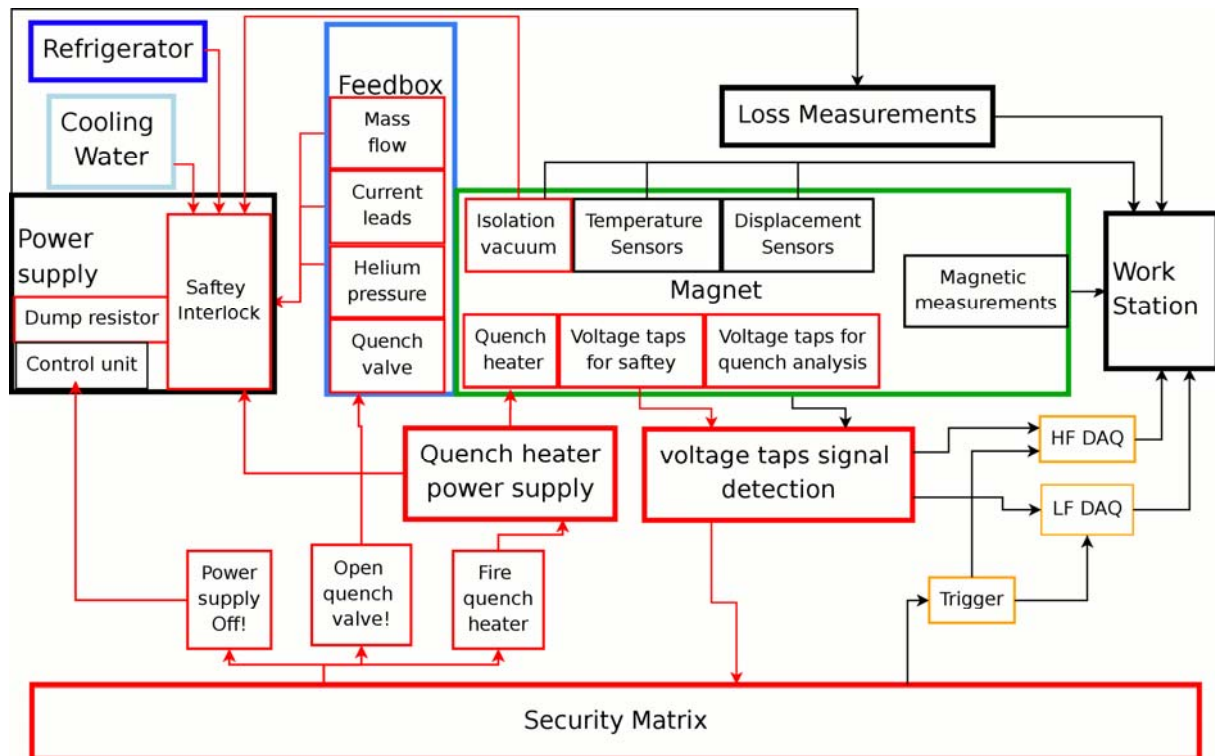 Refrigerator
Cooling
Water
Feedbox
Mass
flow
Current
leads
Helium
pressure
Quench
valve
Loss Measurements
Power
supply
Saftey
Interlock
Dump resistor
Control unit
Isolation
vacuum
Temperature
Sensors
Displacement
Sensors
Magnet
Magnetic
measurements
Quench
heater
Voltage taps
for saftey
Voltage taps for
quench analysis
Work
Station
Quench heater
power supply
voltage taps signal
detection
HF DAQ
LF DAQ
Trigger
Power
supply
Off!
Open
quench
valve!
Fire
quench
heater
Security Matrix